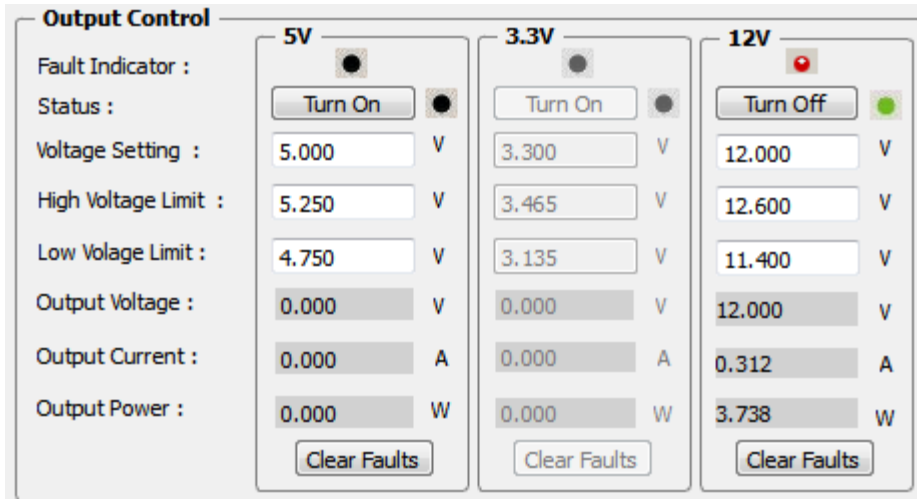 Output Control
5V 3.3V 12V
Fault Indicator :
Status : Turn On Turn On Turn Off
Voltage Setting : 5.000 V 3.300 V 12.000 V
High Voltage Limit : 5.250 V 3.465 V 12.600 V
Low Volage Limit : 4.750 V 3.135 V 11.400 V
Output Voltage : 0.000 V 0.000 V 12.000 V
Output Current : 0.000 A 0.000 A 0.312 A
Output Power : 0.000 W 0.000 W 3.738 W
Clear Faults Clear Faults Clear Faults